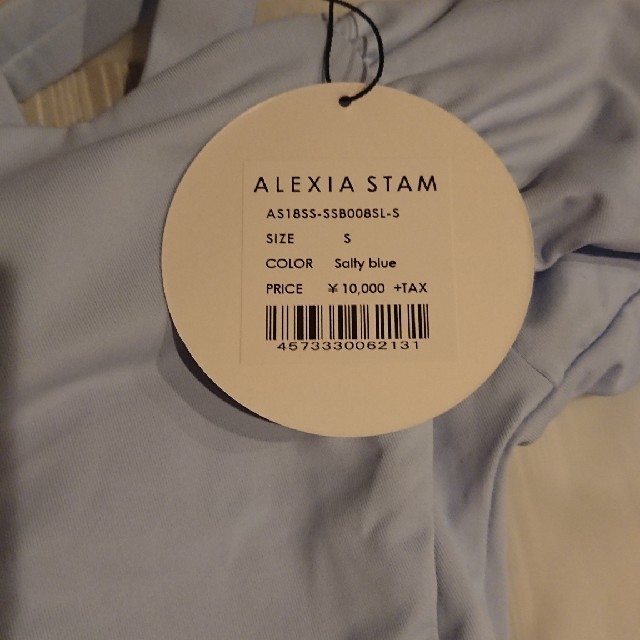 ALEXIA STAM
AS18SS-SSB008SL-S
SIZE S
COLOR Salty blue
PRICE ¥10,000 +TAX
4573330062131